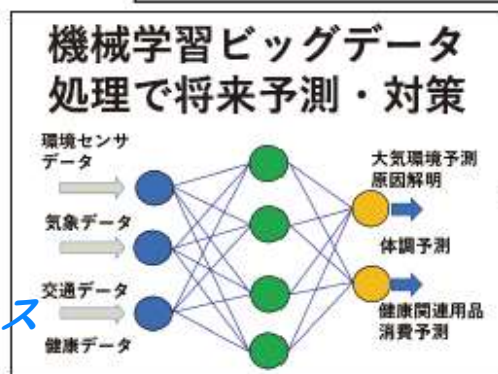 機械学習ビッグデータ
処理で将来予測・対策
環境センサ
データ
気象データ
交通データ
ス
健康データ
大気環境予測
原因解明
体調予測
健康関連用品
消費予測